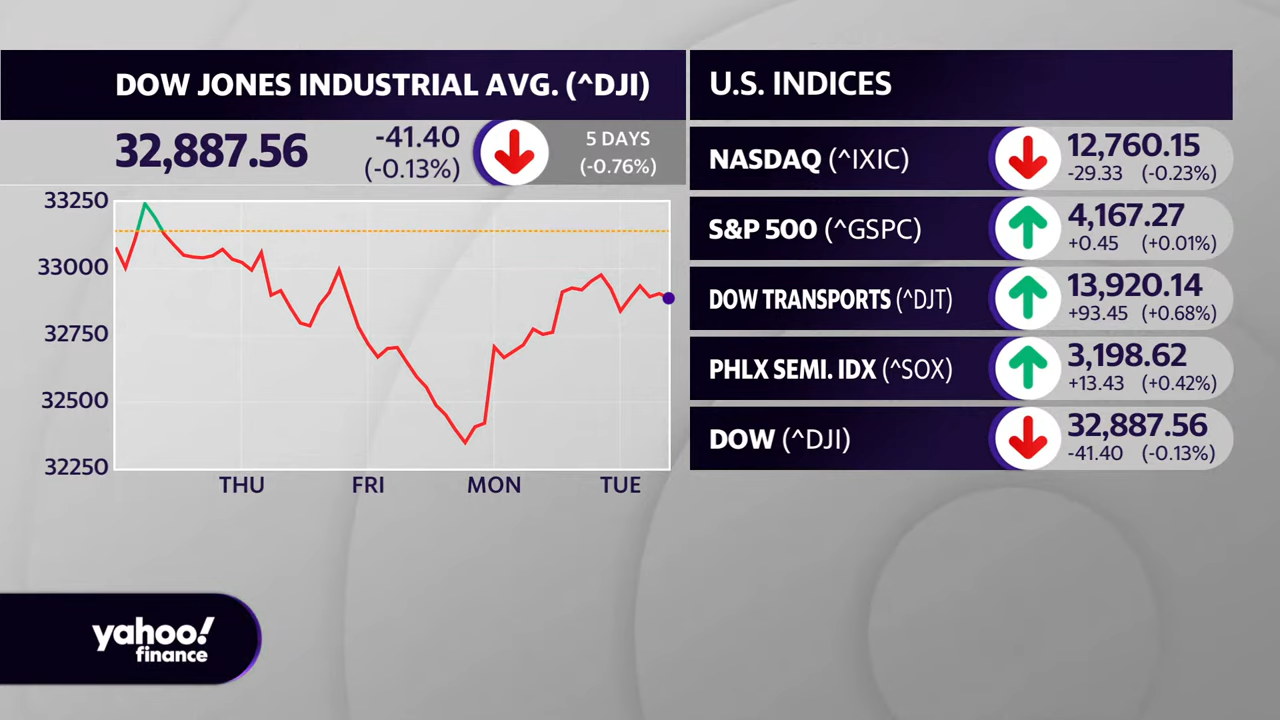 DOW JONES INDUSTRIAL AVG. (^DJI)
32,887.56
-41.40
(-0.13%)
5 DAYS
(-0.76%)
33250
33000
32750
32500
32250
THU FRI MON TUE
U.S. INDICES
NASDAQ (^IXIC)
12,760.15
-29.33 (-0.23%)
S&P 500 (^GSPC)
4,167.27
+0.45 (+0.01%)
DOW TRANSPORTS (^DJT)
13,920.14
+93.45 (+0.68%)
PHLX SEMI. IDX (^SOX)
3,198.62
+13.43 (+0.42%)
DOW (^DJI)
32,887.56
-41.40 (-0.13%)
yahoo!
finance